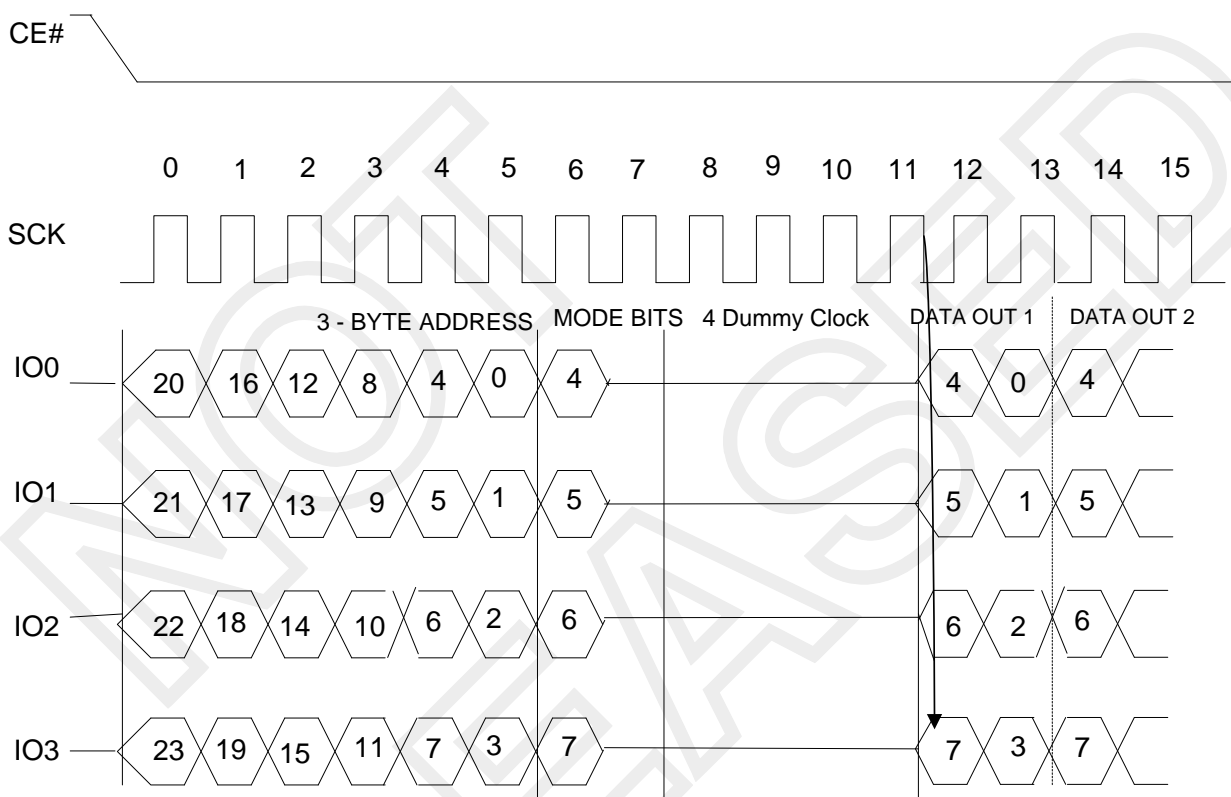 CE#
0 1 2 3 4 5 6 7 8 9 10 11 12 13 14 15
SCK
3 - BYTE ADDRESS MODE BITS 4 Dummy Clock DATA OUT 1 DATA OUT 2
IO0 20 16 12 8 4 0 4 4 0 4
IO1 21 17 13 9 5 1 5 5 1 5
IO2 22 18 14 10 6 2 6 6 2 6
IO3 23 19 15 11 7 3 7 7 3 7